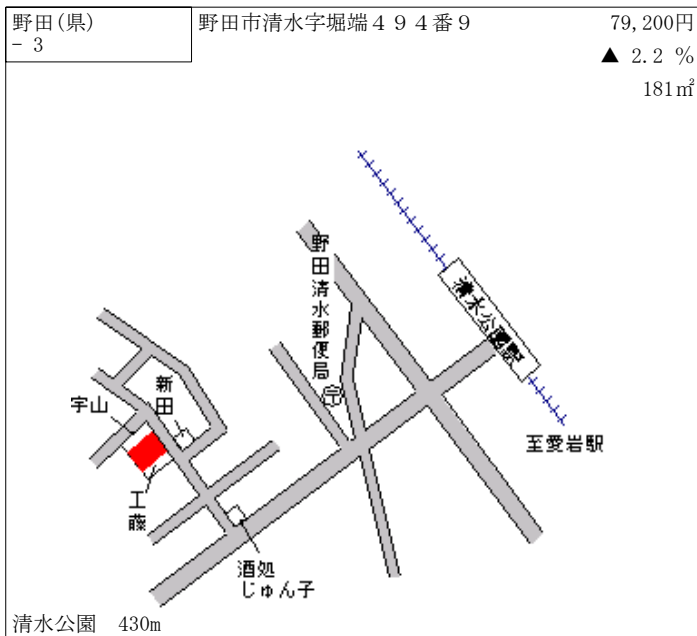 野田(県)
- 3
野田市清水字堀端４９４番９
79,200円
▲ 2.2 %
181㎡
野田清水郵便局
清水公園駅
新田
宇山
至愛宕駅
工藤
酒処
じゅん子
清水公園 430m